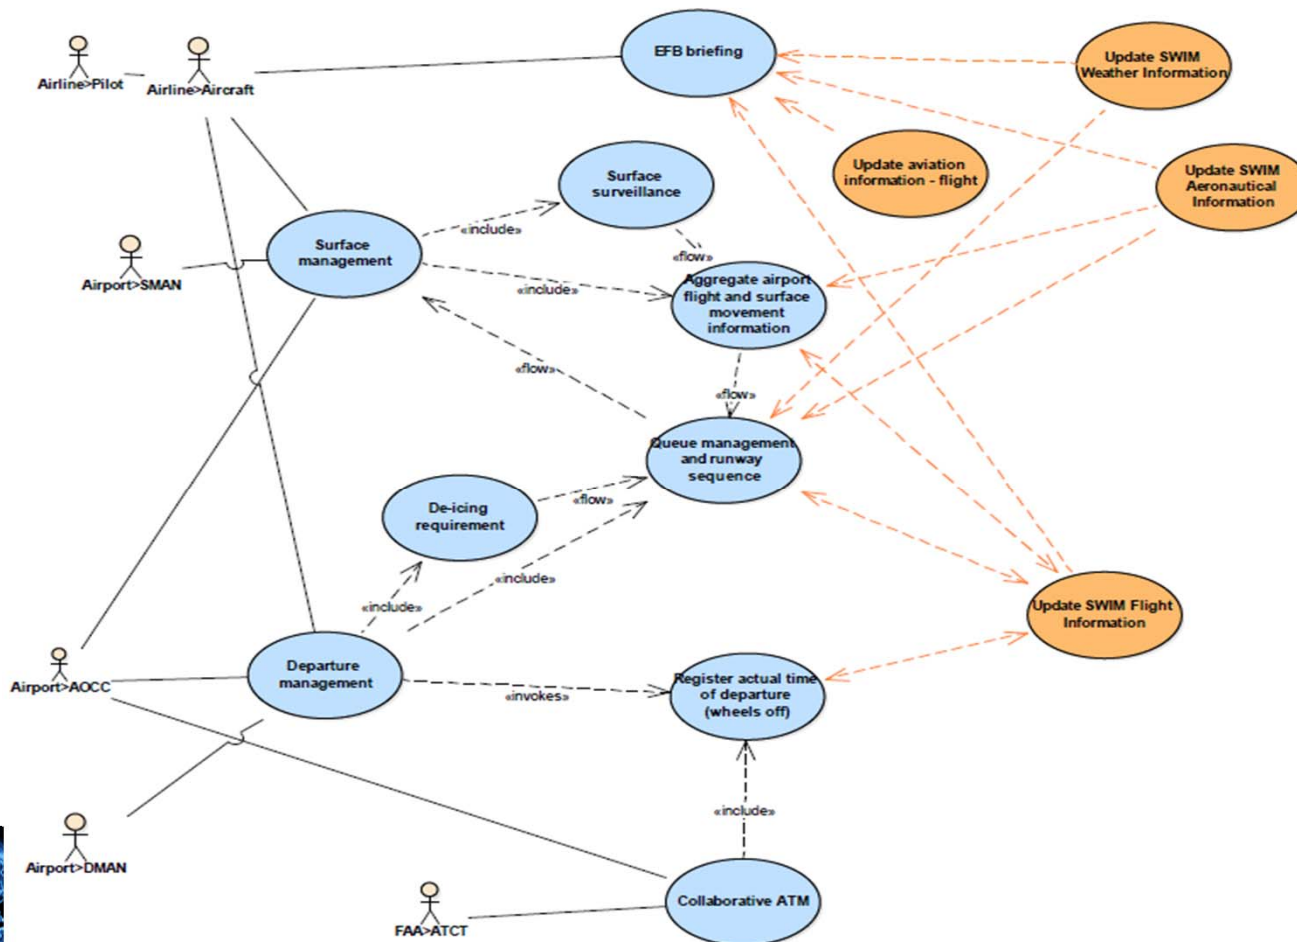 EFB briefing
Update SWIM
Weather Information
Airline>Pilot
Airline>Aircraft
Update aviation
information - flight
Update SWIM
Aeronautical
Information
Surface
surveillance
«include»
Surface
management
«flow»
Airport>SMAN
«include»
Aggregate airport
flight and surface
movement
information
«flow»
«flow»
Queue management
and runway
sequence
De-icing
requirement
«flow»
«include»
«include»
Update SWIM Flight
Information
Airport>AOCC
Departure
management
«invokes»
Register actual time
of departure
(wheels off)
«include»
Airport>DMAN
FAA>ATCT
Collaborative ATM